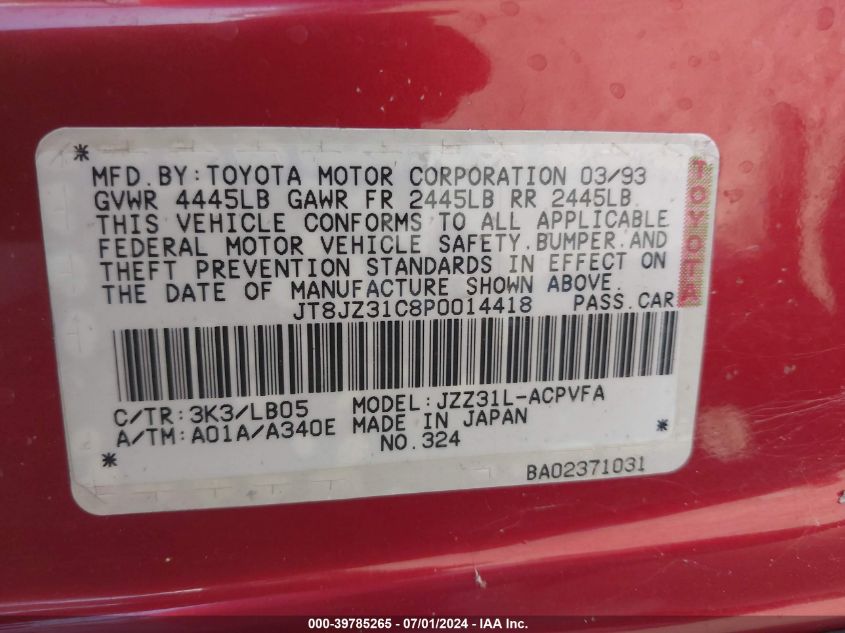 *
MFD. BY: TOYOTA MOTOR CORPORATION 03/93
GVWR 4445LB GAWR FR 2445LB RR 2445LB
THIS VEHICLE CONFORMS TO ALL APPLICABLE
FEDERAL MOTOR VEHICLE SAFETY. BUMPER. AND
THEFT PREVENTION STANDARDS IN EFFECT ON
THE DATE OF MANUFACTURE SHOWN ABOVE.
JT8JZ31C8P0014418 PASS. CAR
TOYOTA
C/TR: 3K3/LB05 MODEL: JZZ31L-ACPVFA
A/TM: A01A/A340E MADE IN JAPAN *
* NO. 324
BA02371031
000-39785265 - 07/01/2024 - IAA Inc.